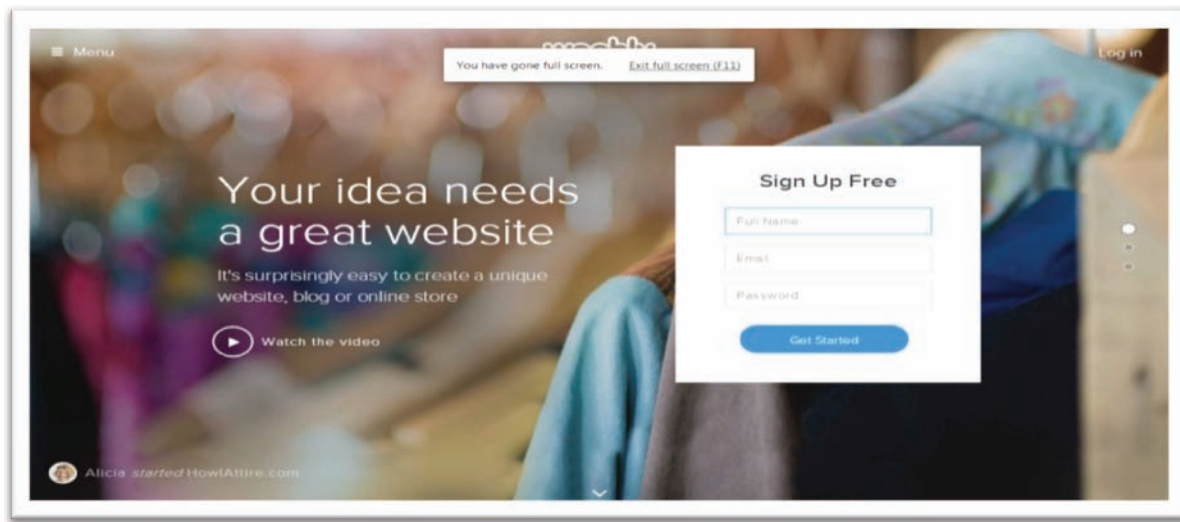 Menu
weebly
You have gone full screen. Exit full screen (F11)
Log in
Your idea needs
a great website
It's surprisingly easy to create a unique
website, blog or online store
Watch the video
Sign Up Free
Full Name
Email
Password
Get Started
Alicia started HowlAttire.com